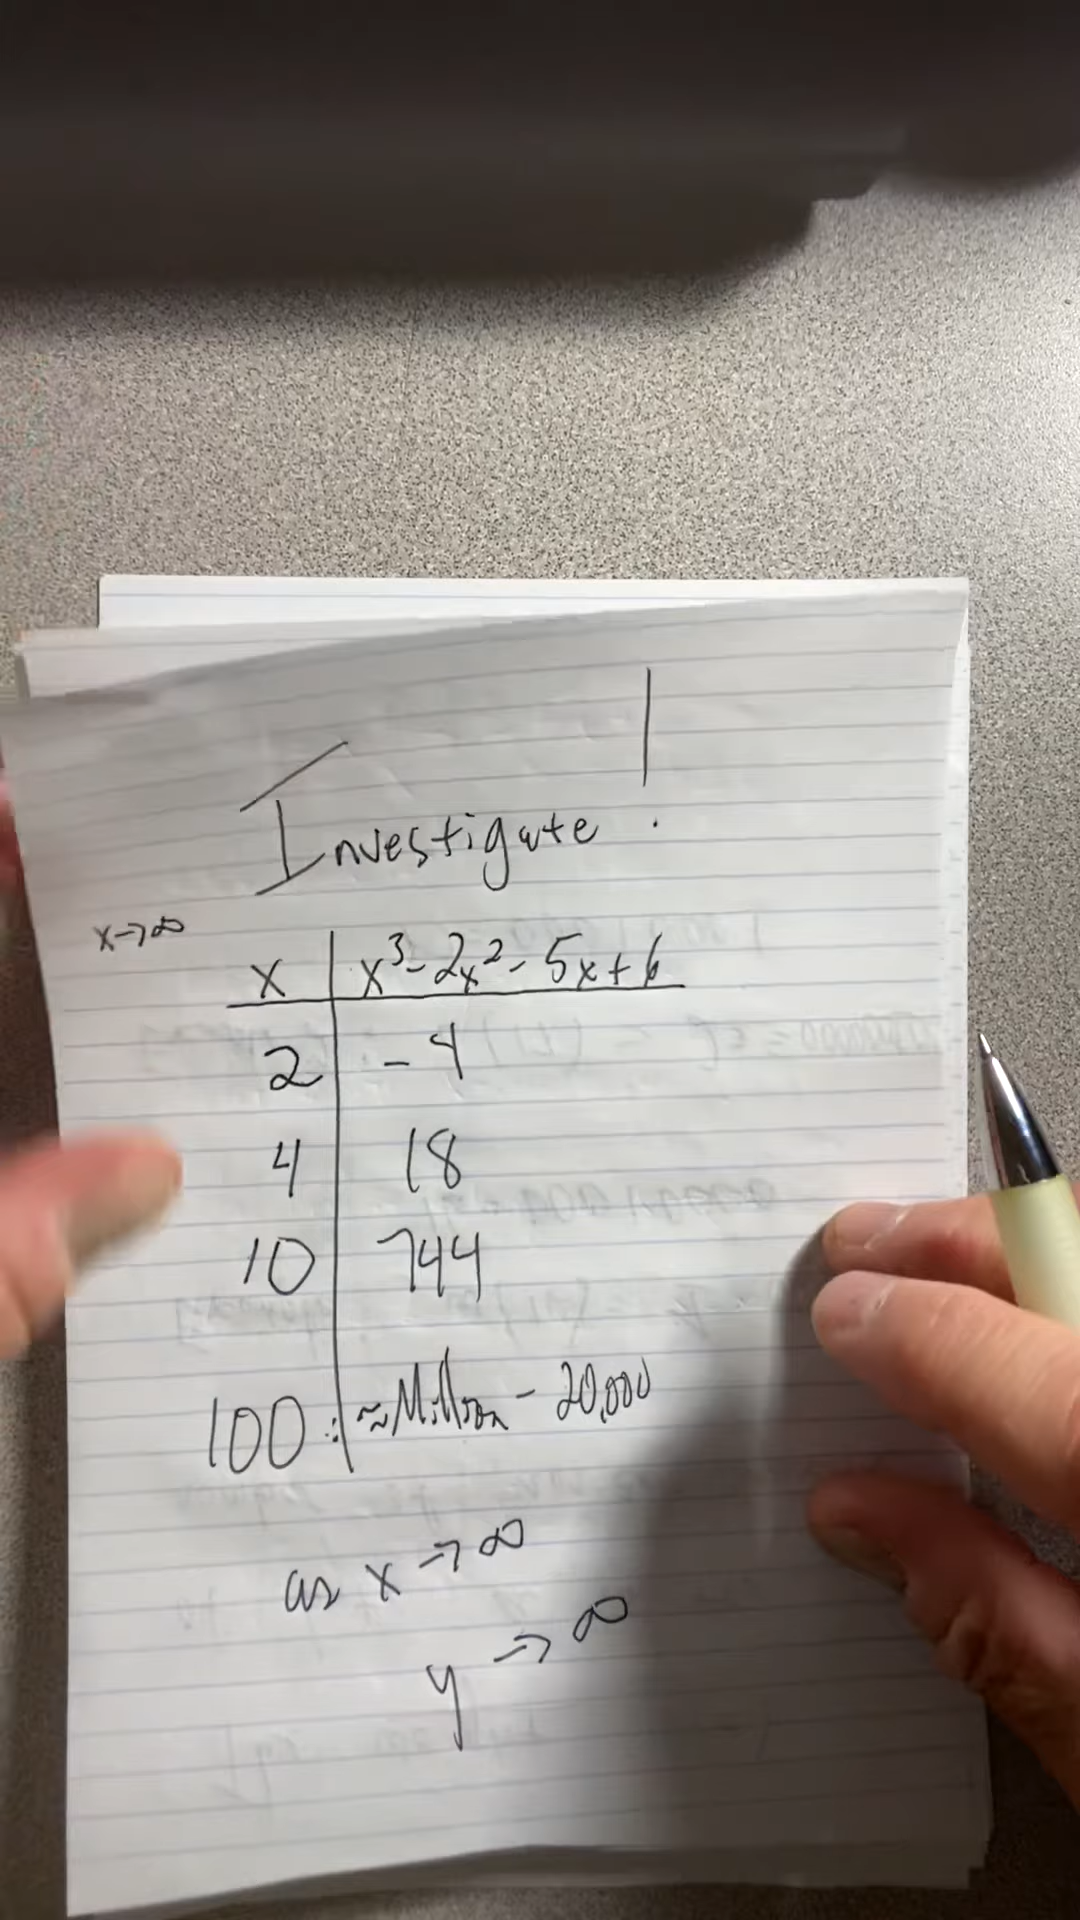 Investigate!
x→∞
x | x³-2x²-5x+6
2 | -4
4 | 18
10 | 744
100 : | ≈Million - 20,000
as x→∞
y→∞